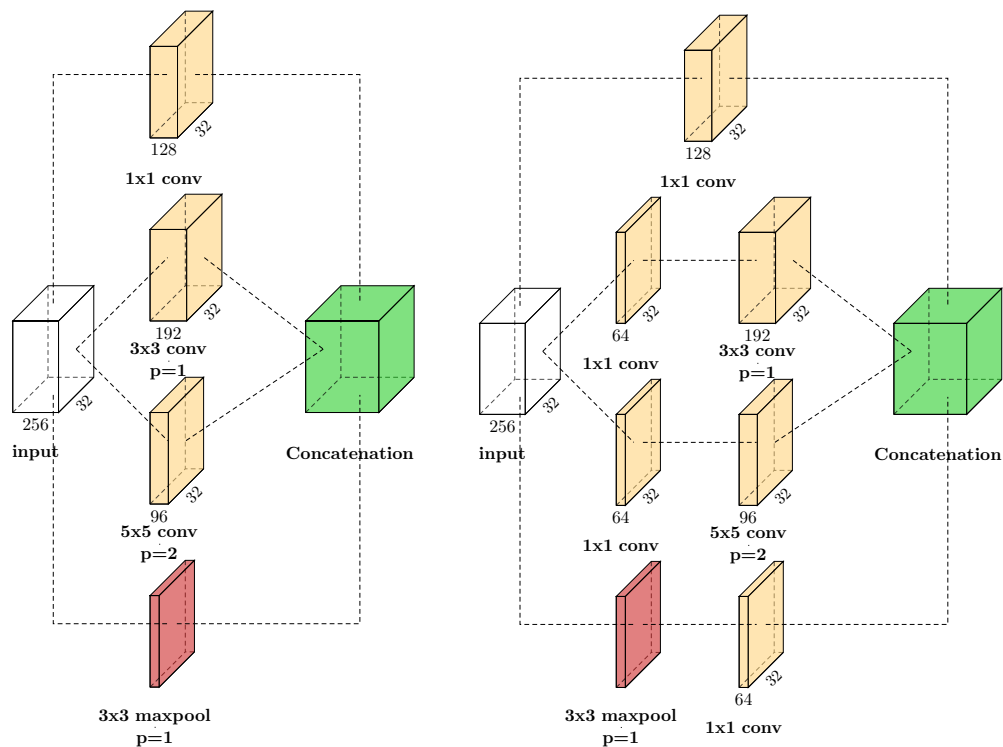 32
128
1x1 conv
32
192
3x3 conv
p=1
32
256
input
32
96
5x5 conv
p=2
Concatenation
3x3 maxpool
p=1
32
128
1x1 conv
32
64
1x1 conv
32
192
3x3 conv
p=1
32
256
input
32
64
1x1 conv
32
96
5x5 conv
p=2
Concatenation
3x3 maxpool
p=1
32
64
1x1 conv